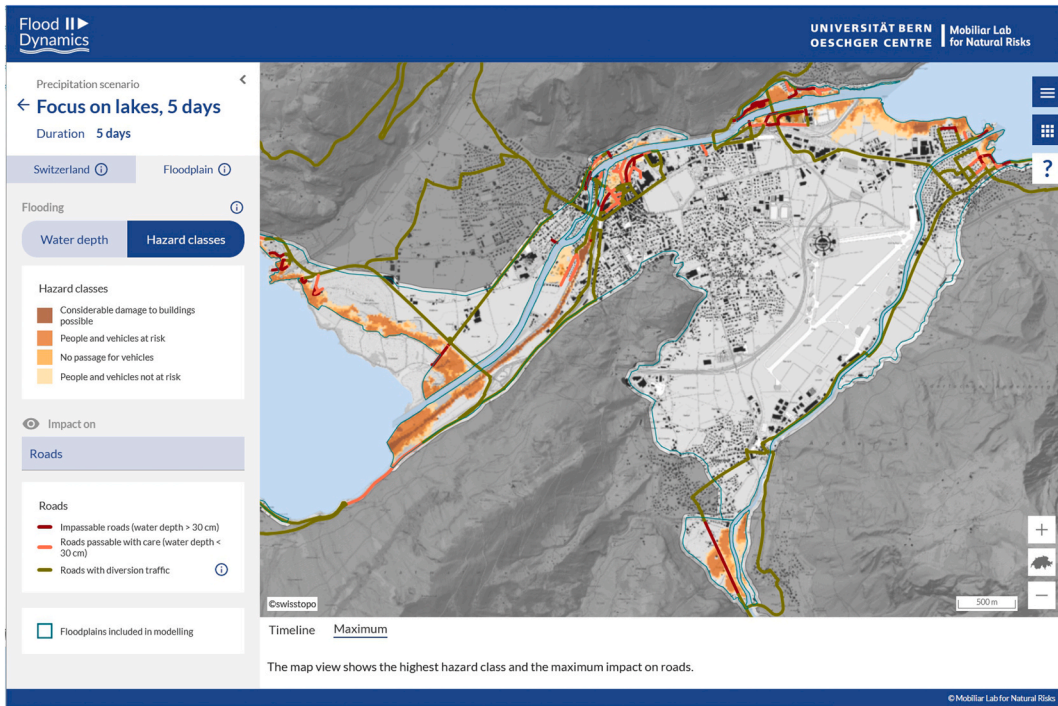 Flood
Dynamics
UNIVERSITÄT BERN
OESCHGER CENTRE
Mobiliar Lab
for Natural Risks
Precipitation scenario
Focus on lakes, 5 days
Duration 5 days
Switzerland
Floodplain
Flooding
Water depth
Hazard classes
Hazard classes
Considerable damage to buildings
possible
People and vehicles at risk
No passage for vehicles
People and vehicles not at risk
Impact on
Roads
Roads
Impassable roads (water depth > 30 cm)
Roads passable with care (water depth <
30 cm)
Roads with diversion traffic
Floodplains included in modelling
?
+
−
500 m
©swisstopo
Timeline Maximum
The map view shows the highest hazard class and the maximum impact on roads.
© Mobiliar Lab for Natural Risks